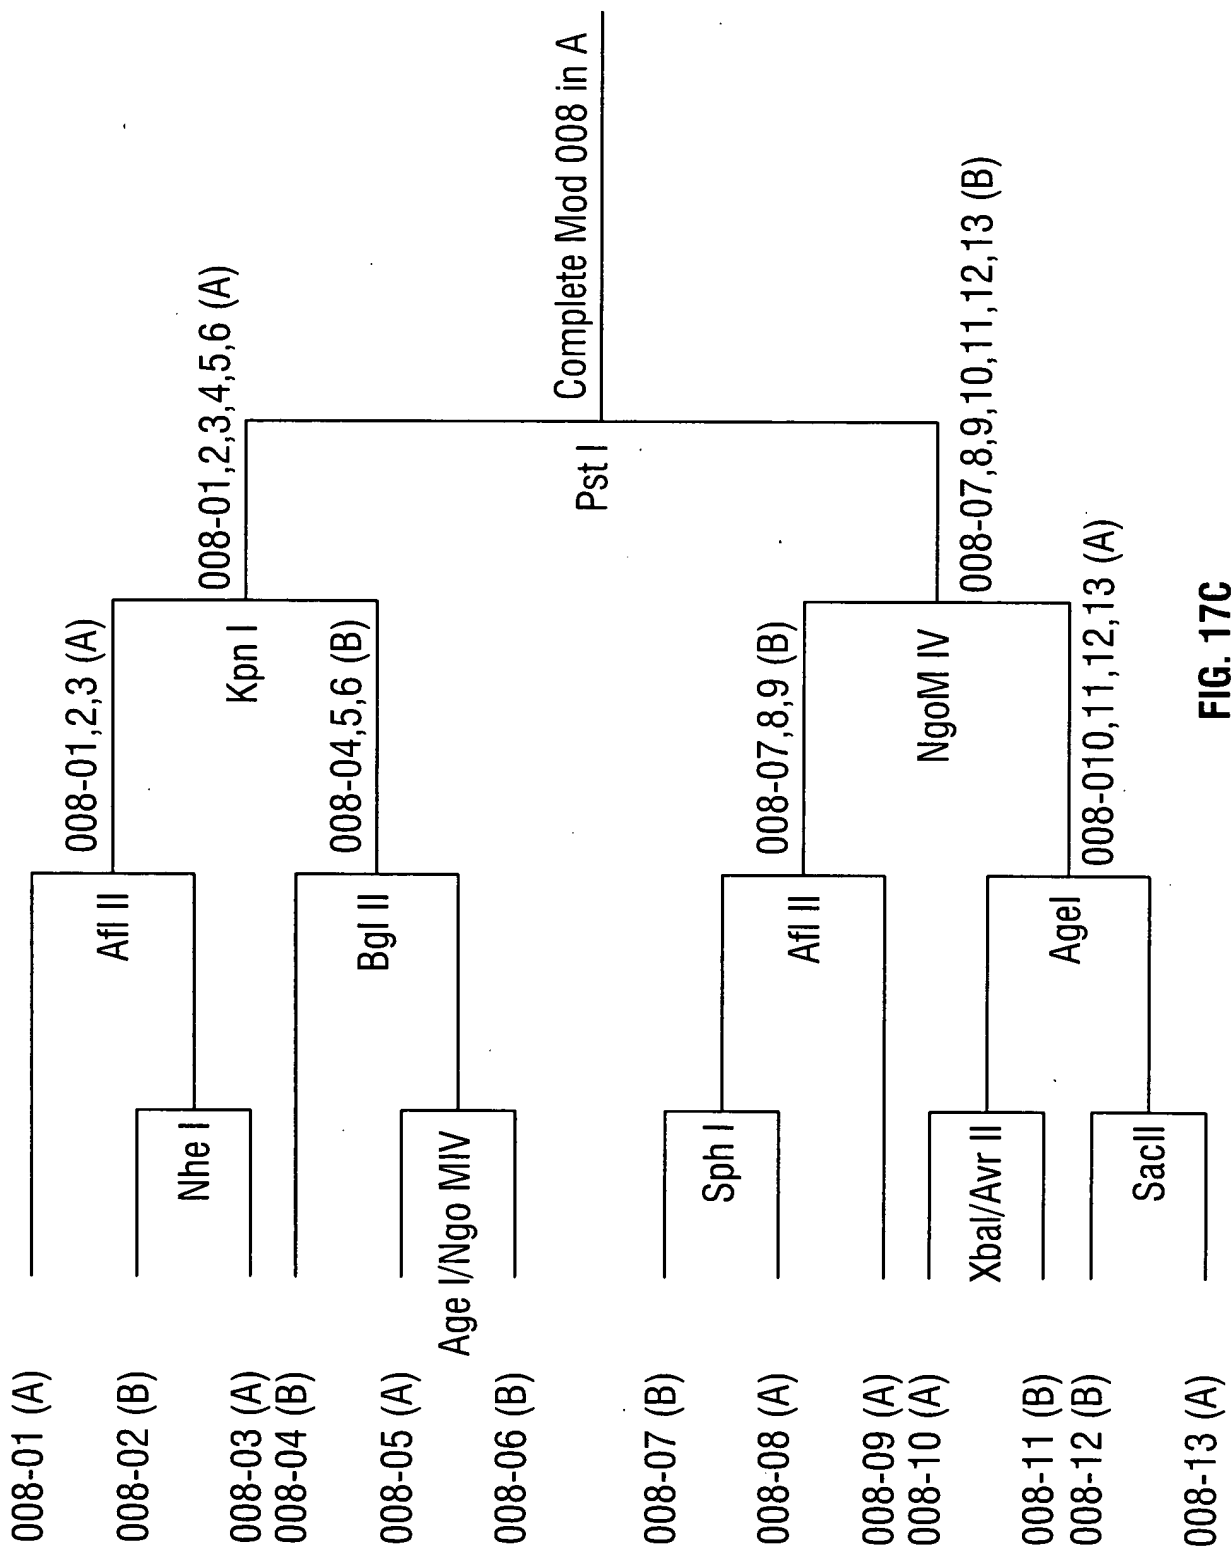 008-01 (A)
008-02 (B)
008-03 (A)
008-04 (B)
008-05 (A)
008-06 (B)
008-07 (B)
008-08 (A)
008-09 (A)
008-10 (A)
008-11 (B)
008-12 (B)
008-13 (A)
Nhe I
Age I/Ngo MIV
Sph I
XbaI/Avr II
SacII
Afl II
Bgl II
Afl II
AgeI
008-01,2,3 (A)
008-04,5,6 (B)
008-07,8,9 (B)
008-010,11,12,13 (A)
Kpn I
NgoM IV
008-01,2,3,4,5,6 (A)
008-07,8,9,10,11,12,13 (B)
Pst I
Complete Mod 008 in A
FIG. 17C